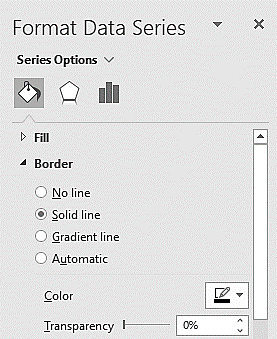 Format Data Series
Series Options
Fill
Border
No line
Solid line
Gradient line
Automatic
Color
Transparency 0%